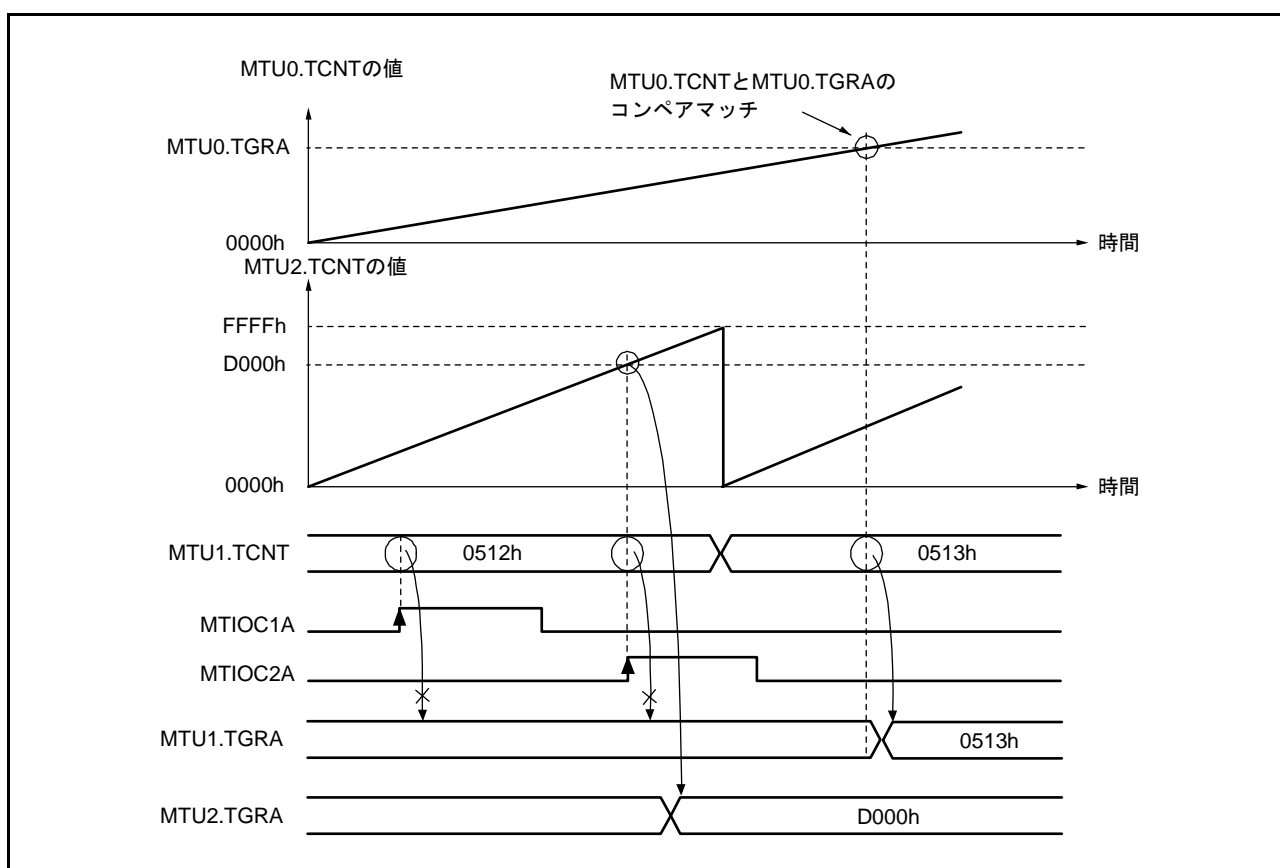 MTU0.TCNTの値
MTU0.TCNTとMTU0.TGRAの
コンペアマッチ
MTU0.TGRA
0000h
時間
MTU2.TCNTの値
FFFFh
D000h
0000h
時間
MTU1.TCNT
0512h
0513h
MTIOC1A
MTIOC2A
MTU1.TGRA
0513h
MTU2.TGRA
D000h